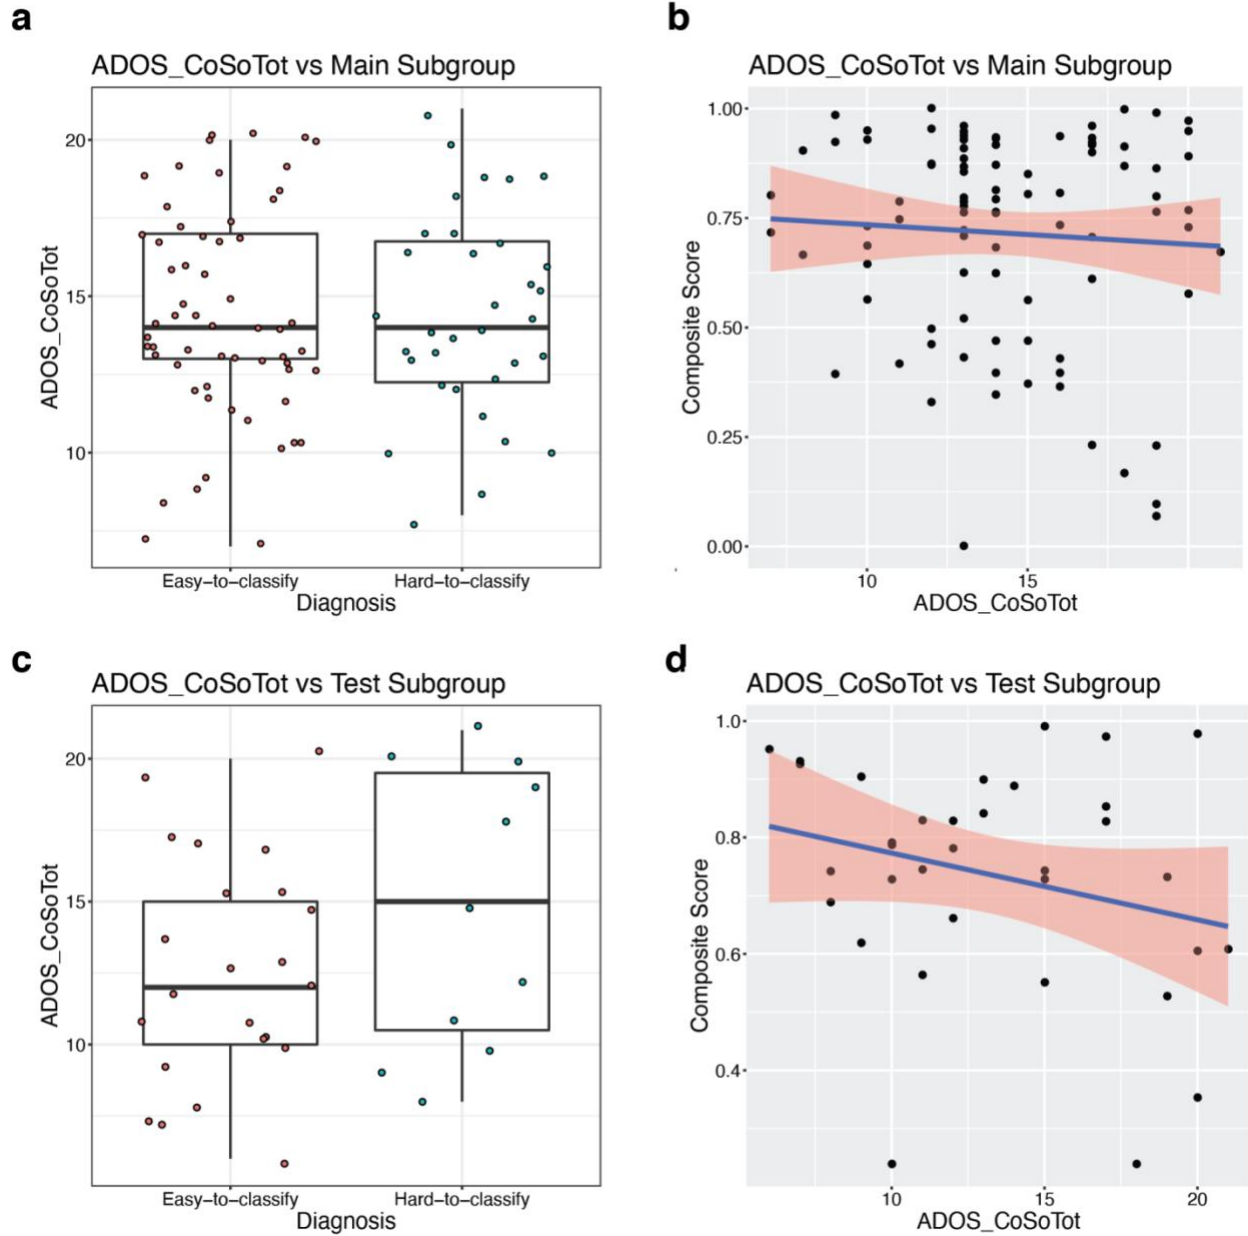 a
ADOS_CoSoTot vs Main Subgroup
ADOS_CoSoTot
20
15
10
Easy−to−classify
Hard−to−classify
Diagnosis
b
ADOS_CoSoTot vs Main Subgroup
Composite Score
1.00
0.75
0.50
0.25
0.00
10
15
ADOS_CoSoTot
c
ADOS_CoSoTot vs Test Subgroup
ADOS_CoSoTot
20
15
10
Easy−to−classify
Hard−to−classify
Diagnosis
d
ADOS_CoSoTot vs Test Subgroup
Composite Score
1.0
0.8
0.6
0.4
10
15
20
ADOS_CoSoTot